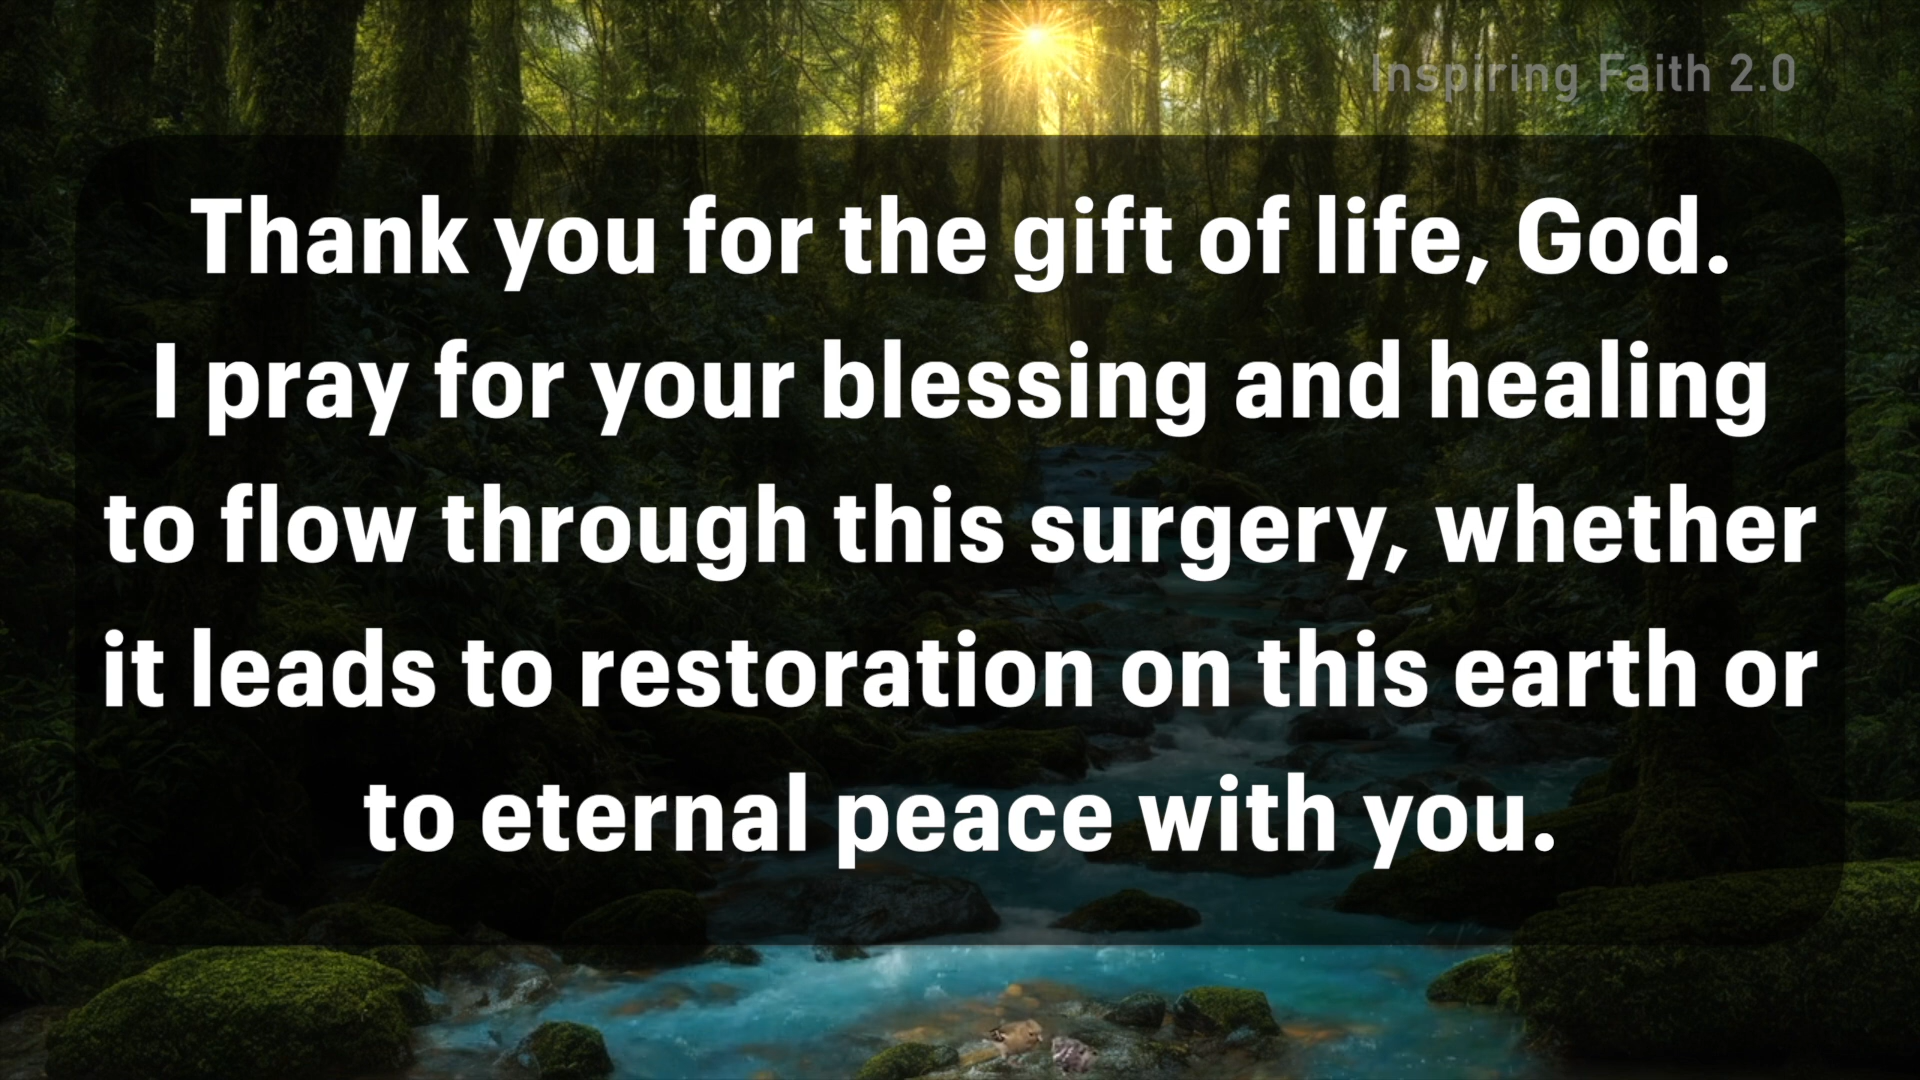 Inspiring Faith 2.0
Thank you for the gift of life, God.
I pray for your blessing and healing
to flow through this surgery, whether
it leads to restoration on this earth or
to eternal peace with you.